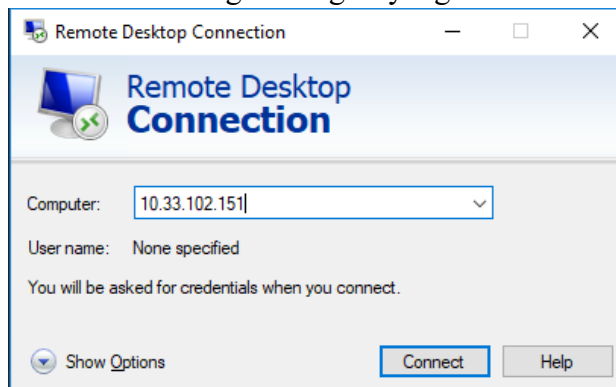 Remote Desktop Connection
Remote Desktop
Connection
Computer: 10.33.102.151
User name: None specified
You will be asked for credentials when you connect.
Show Options Connect Help